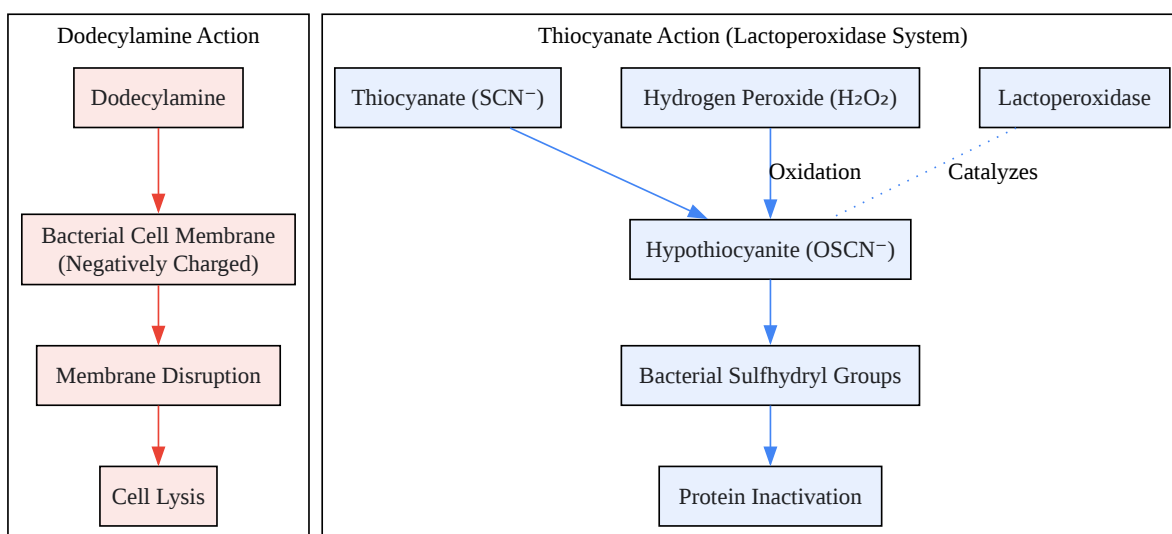 Dodecylamine Action
Dodecylamine
Bacterial Cell Membrane
(Negatively Charged)
Membrane Disruption
Cell Lysis
Thiocyanate Action (Lactoperoxidase System)
Thiocyanate (SCN⁻)
Hydrogen Peroxide (H₂O₂)
Lactoperoxidase
Oxidation
Catalyzes
Hypothiocyanite (OSCN⁻)
Bacterial Sulfhydryl Groups
Protein Inactivation